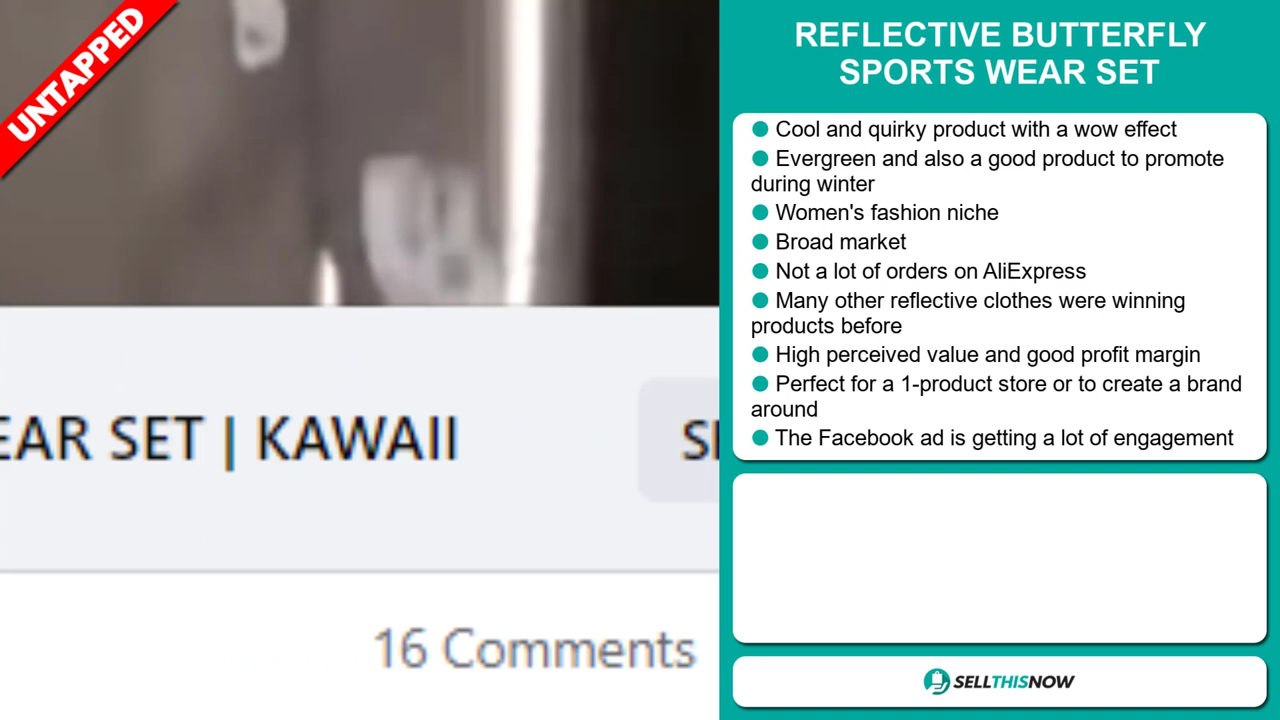 UNTAPPED
REFLECTIVE BUTTERFLY
SPORTS WEAR SET
Cool and quirky product with a wow effect
Evergreen and also a good product to promote
during winter
Women's fashion niche
Broad market
Not a lot of orders on AliExpress
Many other reflective clothes were winning
products before
High perceived value and good profit margin
Perfect for a 1-product store or to create a brand
around
The Facebook ad is getting a lot of engagement
EAR SET | KAWAII
16 Comments
SELLTHISNOW